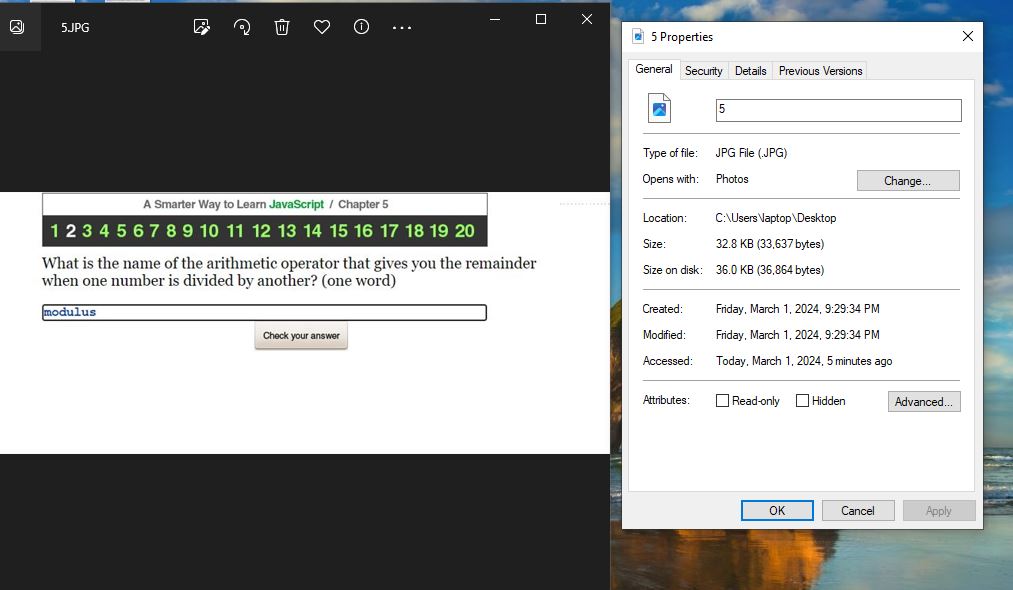 5.JPG
A Smarter Way to Learn JavaScript / Chapter 5
1 2 3 4 5 6 7 8 9 10 11 12 13 14 15 16 17 18 19 20
What is the name of the arithmetic operator that gives you the remainder
when one number is divided by another? (one word)
modulus
Check your answer
5 Properties
General Security Details Previous Versions
5
Type of file: JPG File (.JPG)
Opens with: Photos Change...
Location: C:\Users\laptop\Desktop
Size: 32.8 KB (33,637 bytes)
Size on disk: 36.0 KB (36,864 bytes)
Created: Friday, March 1, 2024, 9:29:34 PM
Modified: Friday, March 1, 2024, 9:29:34 PM
Accessed: Today, March 1, 2024, 5 minutes ago
Attributes: Read-only Hidden Advanced...
OK Cancel Apply